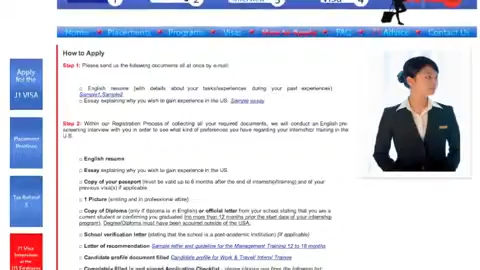 1
2
Interview 3
VISA 4
Home Placements Programs Visa How to Apply FAQ Advice Contact Us
How to Apply
Step 1: Please send us the following documents all at once by e-mail:
English resume (with details about your tasks/experiences during your past experiences)
Sample1,Sample2
Essay explaining why you wish to gain experience in the US. Sample essay
Step 2: Within our Registration Process of collecting all your required documents, we will conduct an English pre-
screening interview with you in order to see what kind of preferences you have regarding your internship/ training in the
U.S.
English resume
Essay explaining why you wish to gain experience in the US.
Copy of your passport (must be valid up to 6 months after the end of internship/training) and of your
previous visa(s) if applicable
1 Picture (smiling and in professional attire)
Copy of Diploma (only if diploma is in English) or official letter from your school stating that you are a
current student or confirming you graduated (no more than 12 months prior the start date of your internship
program). Degree/Diploma must have been acquired outside of the USA.
School verification letter (stating that the school is a post-academic institution) (if applicable)
Letter of recommendation Sample letter and guideline for the Management Training 12 to 18 months
Candidate profile document filled Candidate profile for Work & Travel Intern/ Trainee
Apply
for the
J1 VISA
Placement
Positions
Tax Refund
$
J1 Visa
Interview
at the
US Embassy